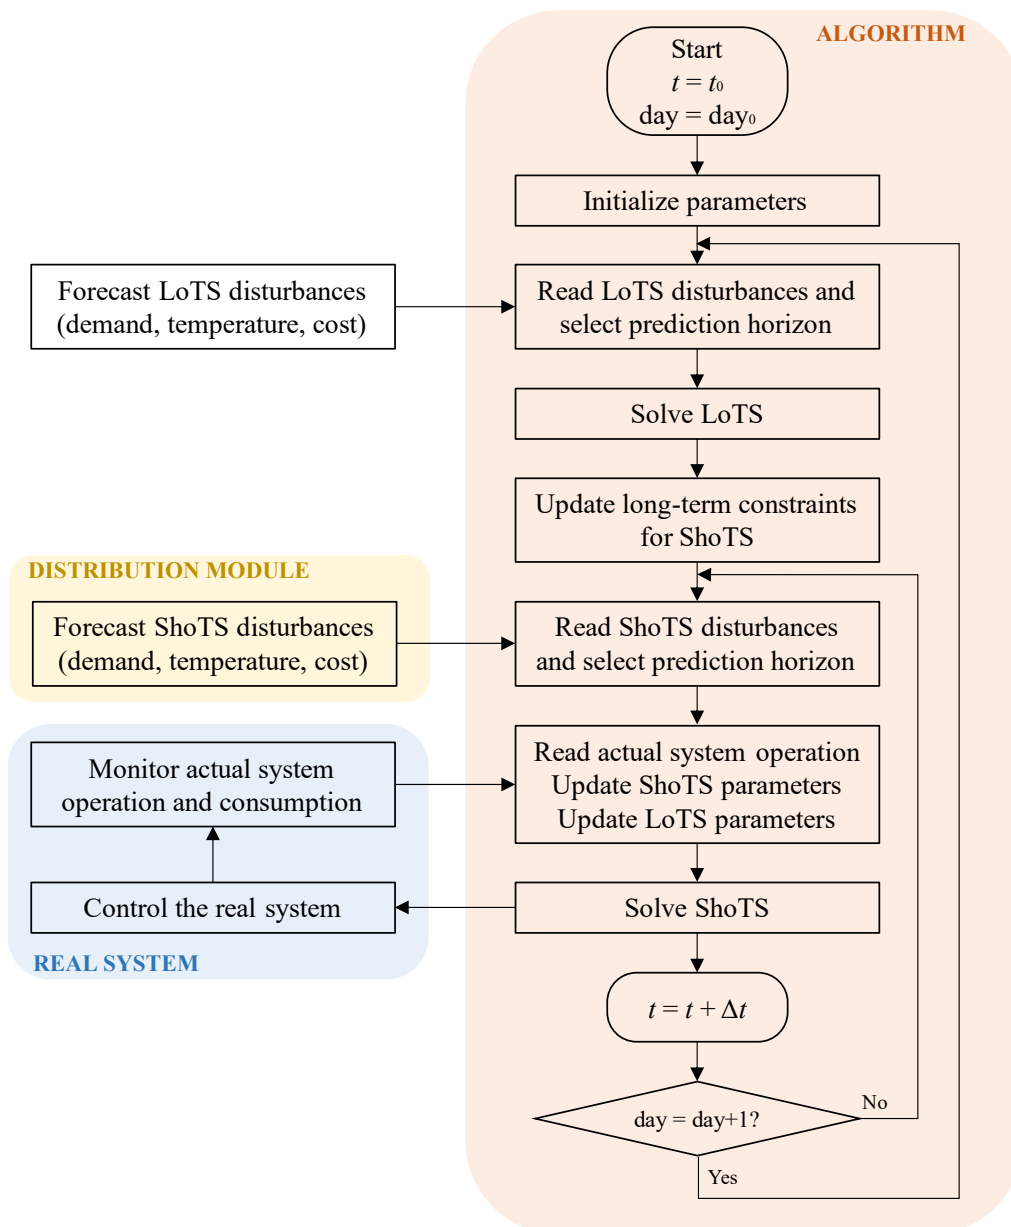 ALGORITHM
Start
t = t₀
day = day₀
Initialize parameters
Forecast LoTS disturbances
(demand, temperature, cost)
Read LoTS disturbances and
select prediction horizon
Solve LoTS
Update long-term constraints
for ShoTS
DISTRIBUTION MODULE
Forecast ShoTS disturbances
(demand, temperature, cost)
Read ShoTS disturbances
and select prediction horizon
Monitor actual system
operation and consumption
Read actual system operation
Update ShoTS parameters
Update LoTS parameters
Control the real system
Solve ShoTS
REAL SYSTEM
t = t + Δt
day = day+1?
No
Yes